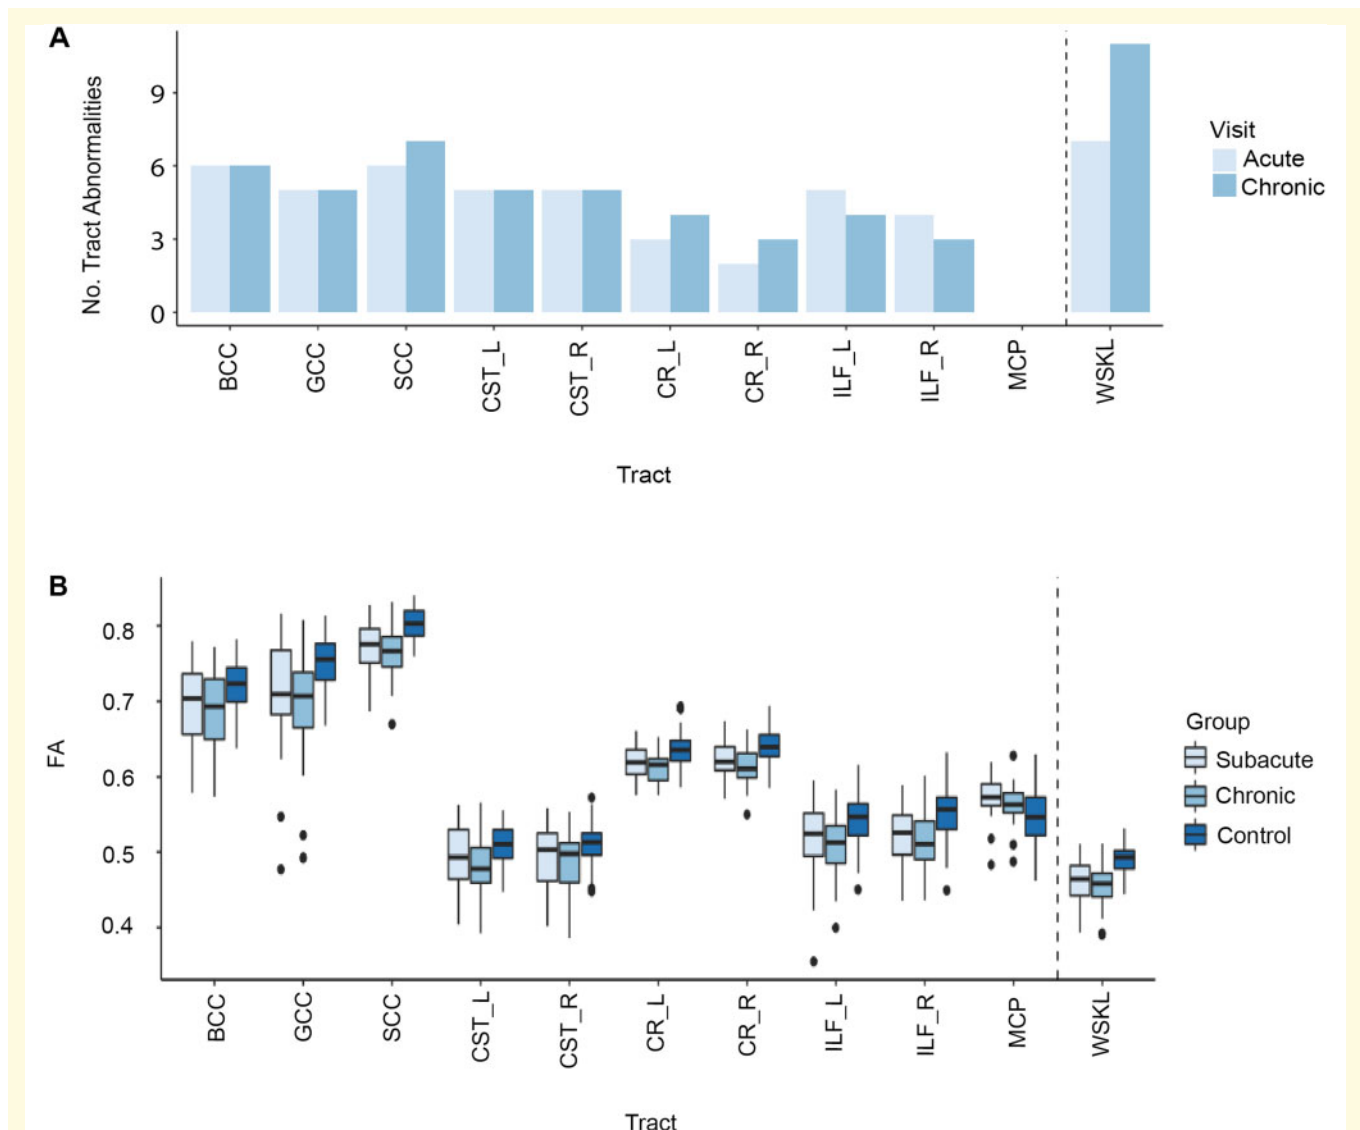 A
No. Tract Abnormalities
9
6
3
0
BCC
GCC
SCC
CST_L
CST_R
CR_L
CR_R
ILF_L
ILF_R
MCP
WSKL
Tract
Visit
Acute
Chronic
B
FA
0.8
0.7
0.6
0.5
0.4
BCC
GCC
SCC
CST_L
CST_R
CR_L
CR_R
ILF_L
ILF_R
MCP
WSKL
Tract
Group
Subacute
Chronic
Control